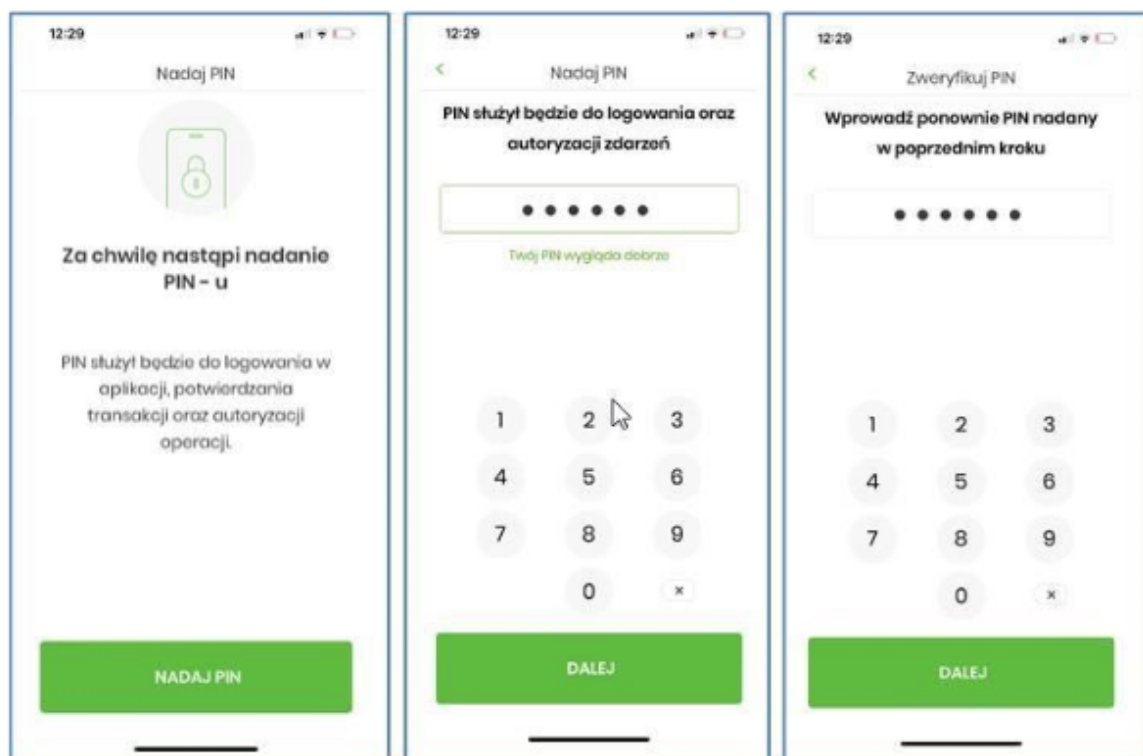 12:29
Nadaj PIN
Za chwilę nastąpi nadanie
PIN - u
PIN służył będzie do logowania w
aplikacji, potwierdzania
transakcji oraz autoryzacji
operacji.
NADAJ PIN
12:29
Nadaj PIN
PIN służył będzie do logowania oraz
autoryzacji zdarzeń
Twój PIN wygląda dobrze
1 2 3
4 5 6
7 8 9
0 x
DALEJ
12:29
Zweryfikuj PIN
Wprowadź ponownie PIN nadany
w poprzednim kroku
1 2 3
4 5 6
7 8 9
0 x
DALEJ